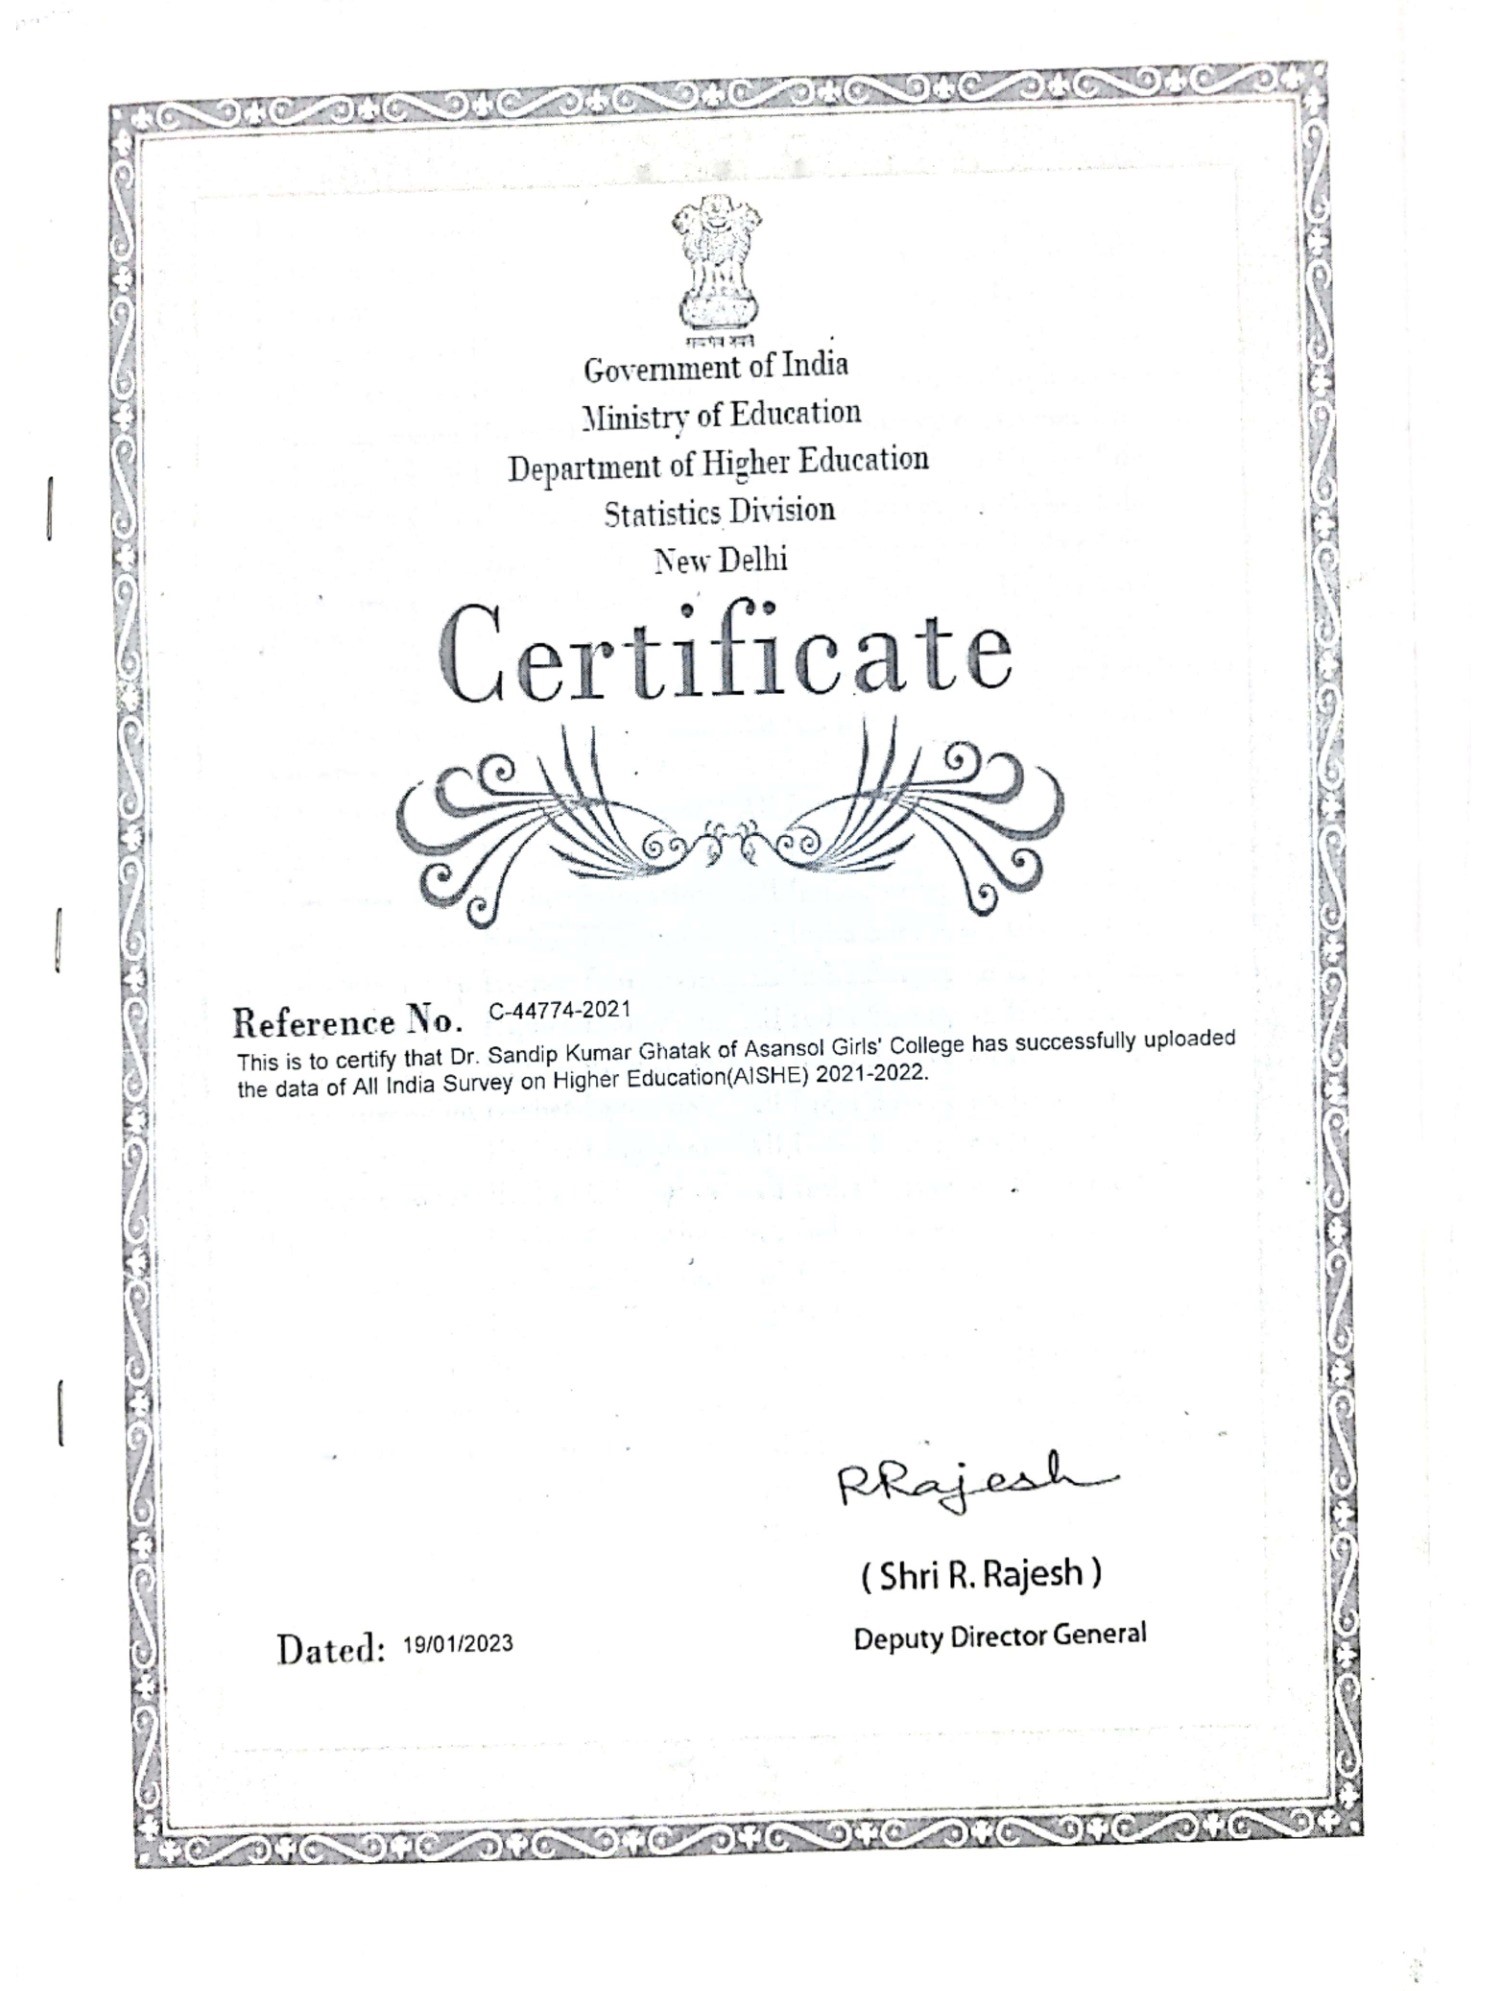 Government of India
Ministry of Education
Department of Higher Education
Statistics Division
New Delhi
Certificate
Reference No. C-44774-2021
This is to certify that Dr. Sandip Kumar Ghatak of Asansol Girls' College has successfully uploaded
the data of All India Survey on Higher Education(AISHE) 2021-2022.
RRajesh
( Shri R. Rajesh )
Dated: 19/01/2023
Deputy Director General